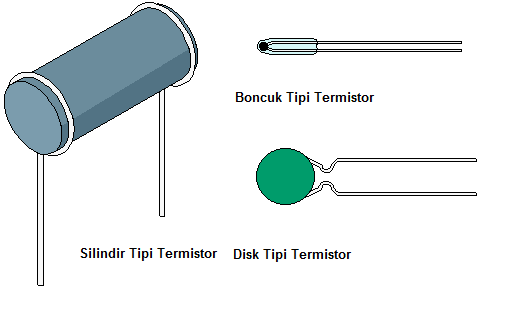 Boncuk Tipi Termistor
Silindir Tipi Termistor
Disk Tipi Termistor